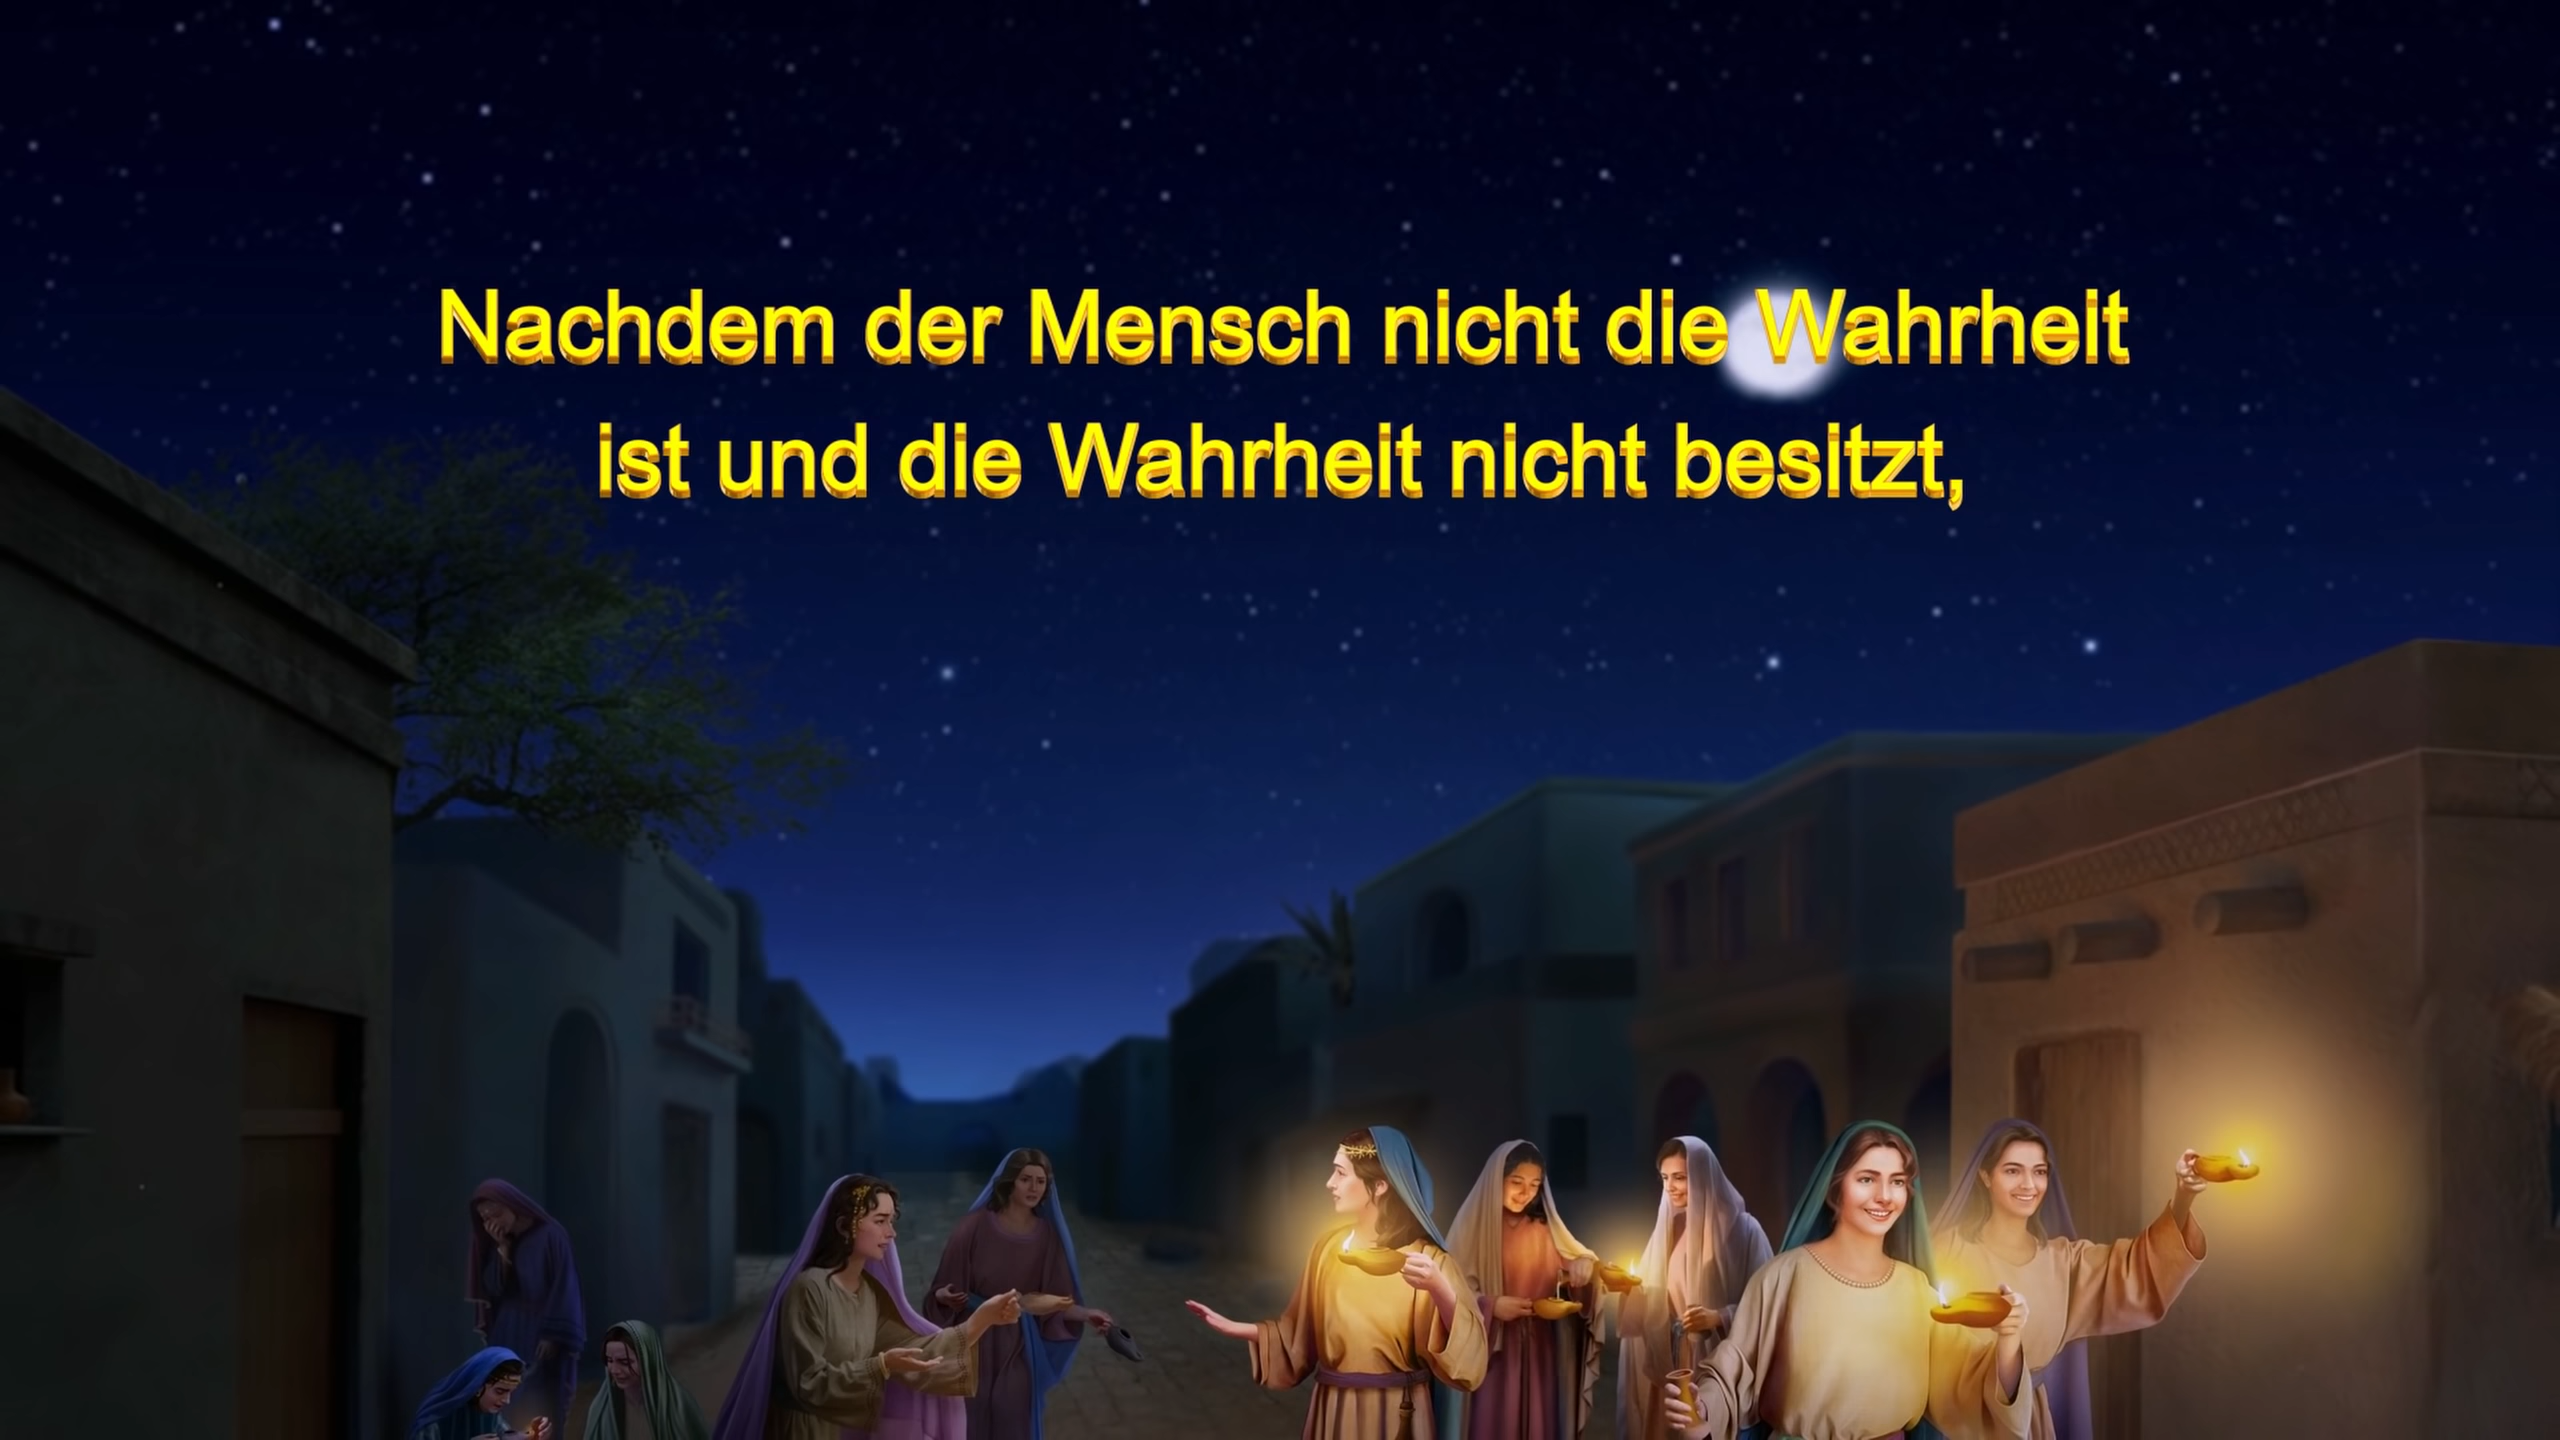 Nachdem der Mensch nicht die Wahrheit
ist und die Wahrheit nicht besitzt,